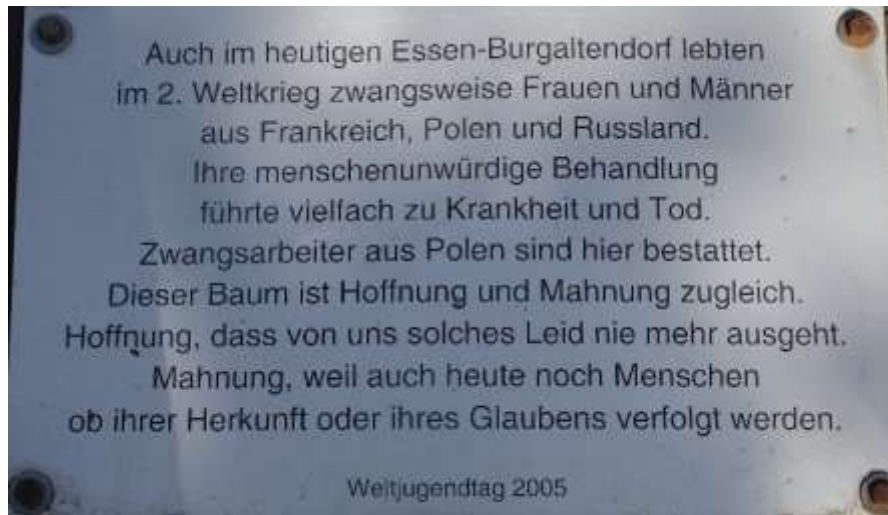 Auch im heutigen Essen-Burgaltendorf lebten
im 2. Weltkrieg zwangsweise Frauen und Männer
aus Frankreich, Polen und Russland.
Ihre menschenunwürdige Behandlung
führte vielfach zu Krankheit und Tod.
Zwangsarbeiter aus Polen sind hier bestattet.
Dieser Baum ist Hoffnung und Mahnung zugleich.
Hoffnung, dass von uns solches Leid nie mehr ausgeht.
Mahnung, weil auch heute noch Menschen
ob ihrer Herkunft oder ihres Glaubens verfolgt werden.
Weltjugendtag 2005